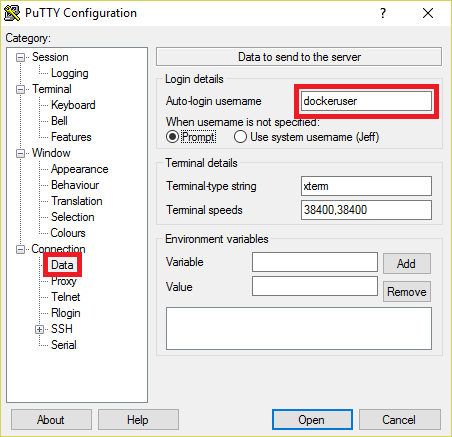 PuTTY Configuration
?
Category:
Session
Logging
Terminal
Keyboard
Bell
Features
Window
Appearance
Behaviour
Translation
Selection
Colours
Connection
Data
Proxy
Telnet
Rlogin
SSH
Serial
Data to send to the server
Login details
Auto-login username
dockeruser
When username is not specified:
Prompt
Use system username (Jeff)
Terminal details
Terminal-type string
xterm
Terminal speeds
38400,38400
Environment variables
Variable
Add
Value
Remove
About
Help
Open
Cancel